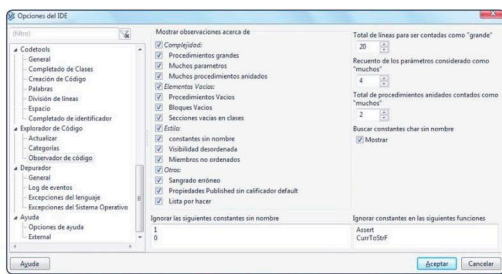 Opciones del IDE
(filtro)
Codetools
General
Completado de Clases
Creación de Código
Palabras
División de líneas
Espacio
Completado de identificador
Explorador de Código
Actualizar
Categorías
Observador de código
Depurador
General
Log de eventos
Excepciones del lenguaje
Excepciones del Sistema Operativo
Ayuda
Opciones de ayuda
External
Mostrar observaciones acerca de
Complejidad:
Procedimientos grandes
Muchos parametros
Muchos procedimientos anidados
Elementos Vacias:
Procedimientos Vacios
Bloques Vacios
Secciones vacias en clases
Estilo:
constantes sin nombre
Visibilidad desordenada
Miembros no ordenados
Otros:
Sangrado erróneo
Propiedades Published sin calificador default
Lista por hacer
Total de líneas para ser contadas como "grande"
20
Recuento de los parámetros considerado como
"muchos"
4
Total de procedimientos anidados contados como
"muchos"
2
Buscar constantes char sin nombre
Mostrar
Ignorar las siguientes constantes sin nombre
1
0
Ignorar constantes en las siguientes funciones
Assert
CurrToStrF
Ayuda
Aceptar
Cancelar